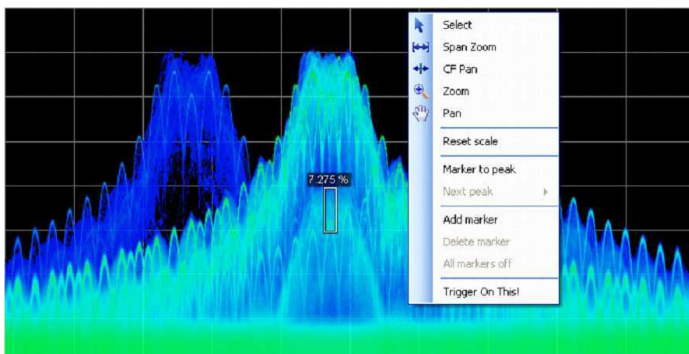 7.275 %
Select
Span Zoom
CF Pan
Zoom
Pan
Reset scale
Marker to peak
Next peak
Add marker
Delete marker
All markers off
Trigger On This!